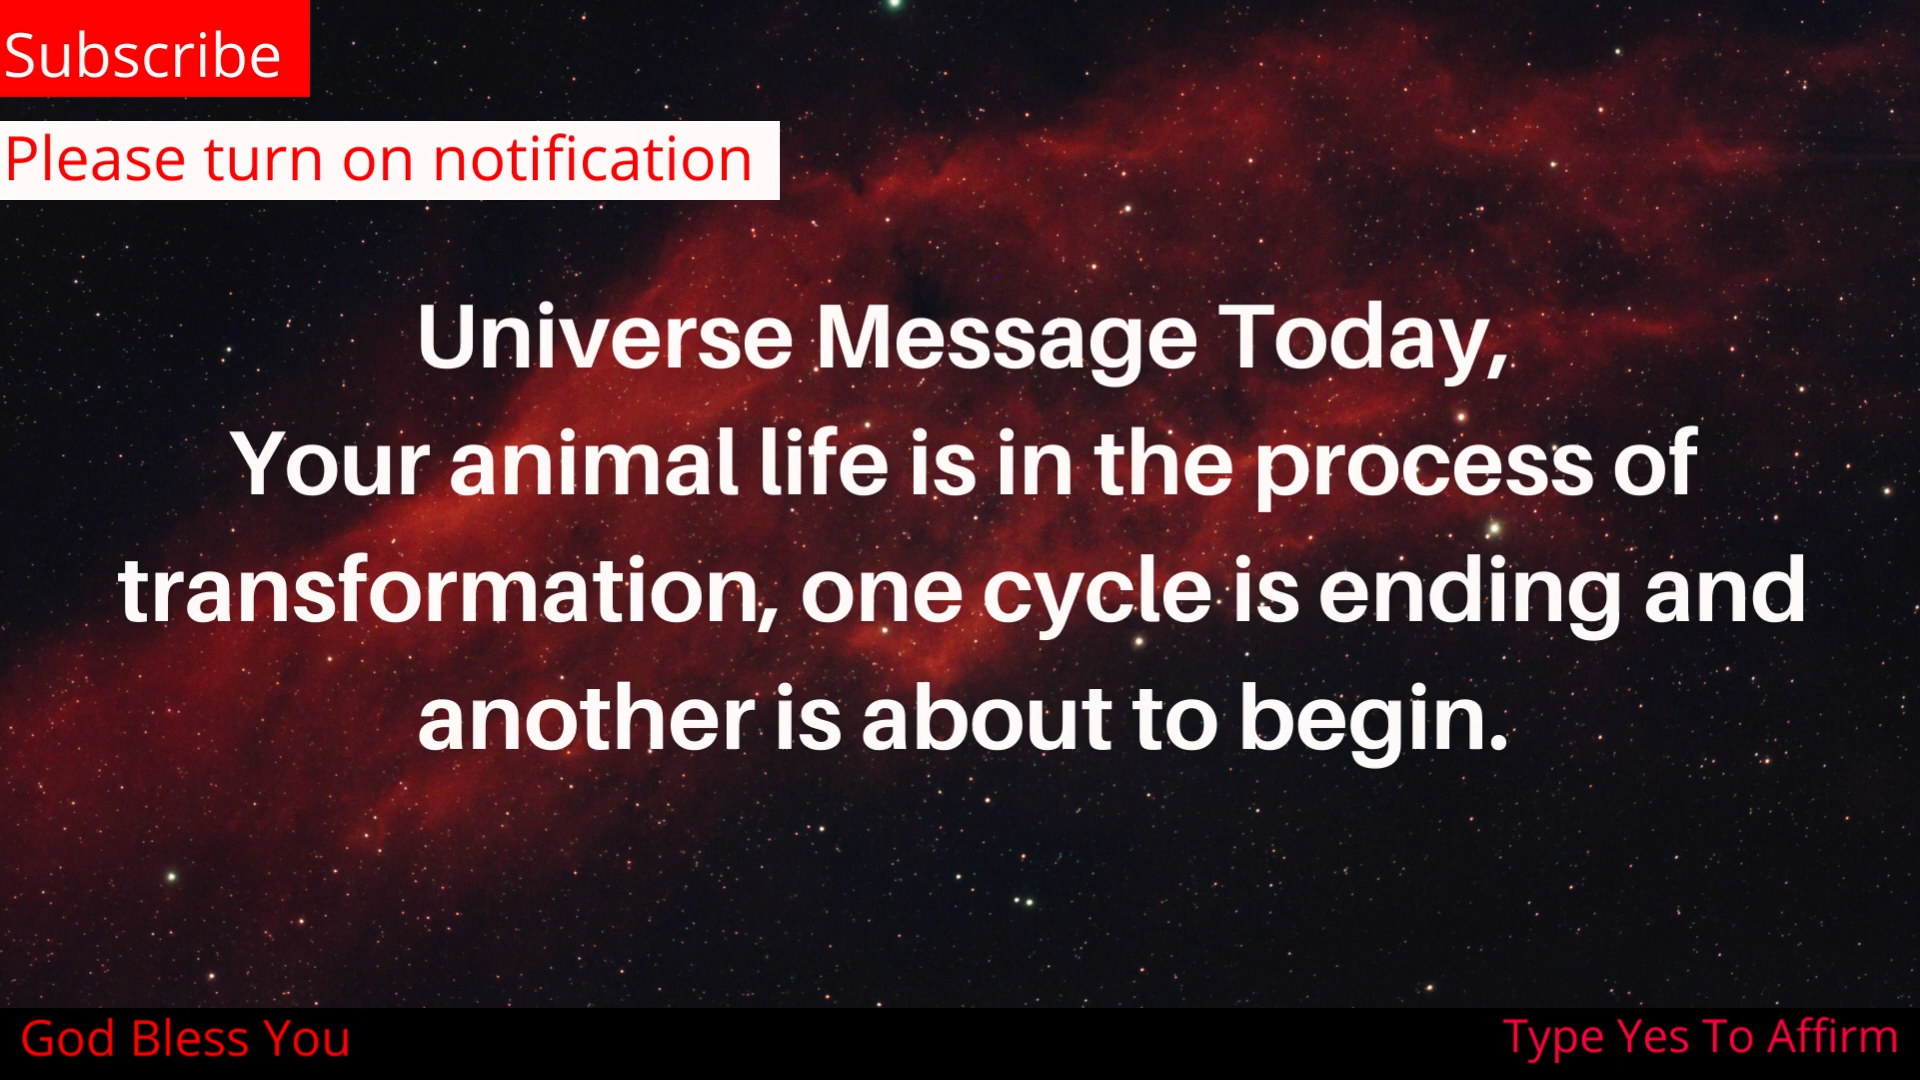 Subscribe
Please turn on notification
Universe Message Today,
Your animal life is in the process of
transformation, one cycle is ending and
another is about to begin.
God Bless You
Type Yes To Affirm